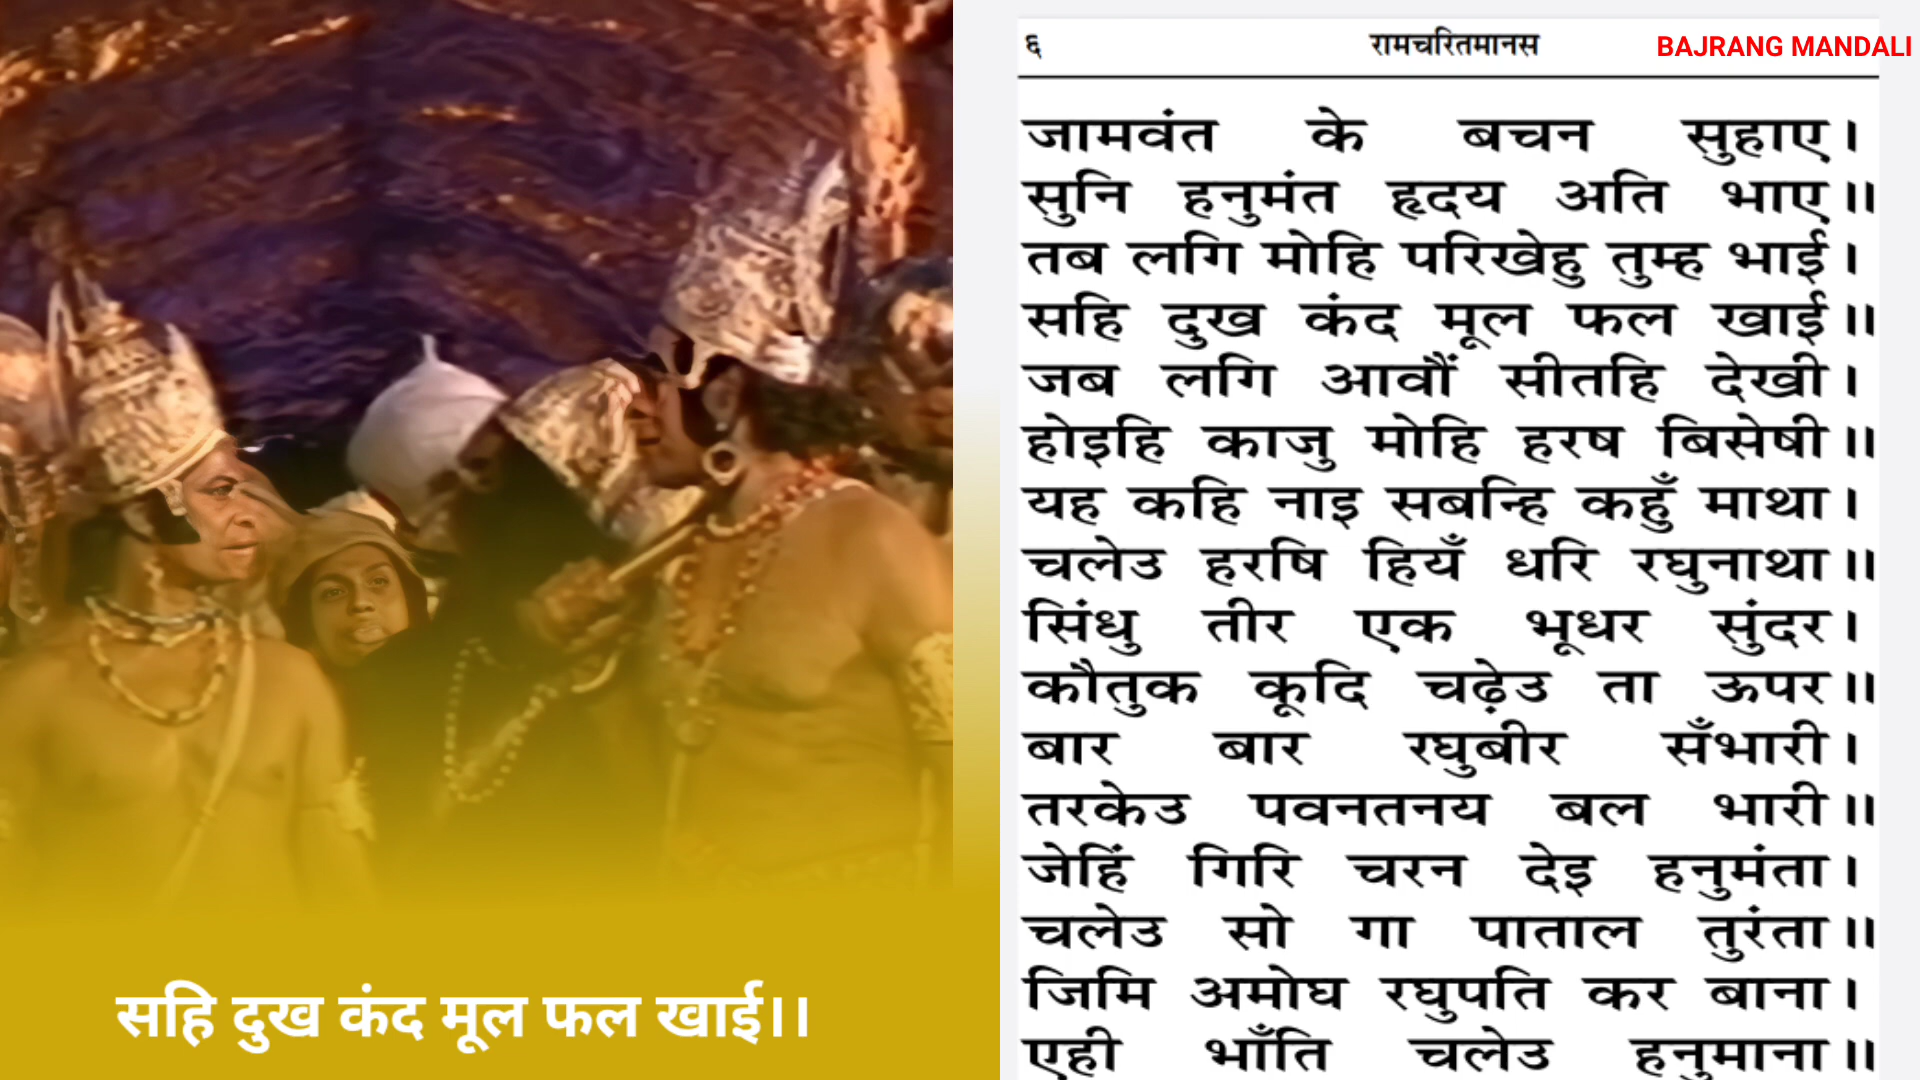 सहि दुख कंद मूल फल खाई।।
६
रामचरितमानस
BAJRANG MANDALI
जामवंत के बचन सुहाए।
सुनि हनुमंत हृदय अति भाए॥
तब लगि मोहि परिखेहु तुम्ह भाई।
सहि दुख कंद मूल फल खाई॥
जब लगि आवौं सीतहि देखी।
होइहि काजु मोहि हरष बिसेषी॥
यह कहि नाइ सबन्हि कहुँ माथा।
चलेउ हरषि हियँ धरि रघुनाथा॥
सिंधु तीर एक भूधर सुंदर।
कौतुक कूदि चढ़ेउ ता ऊपर॥
बार बार रघुबीर सँभारी।
तरकेउ पवनतनय बल भारी॥
जेहिं गिरि चरन देइ हनुमंता।
चलेउ सो गा पाताल तुरंता॥
जिमि अमोघ रघुपति कर बाना।
एही भाँति चलेउ हनुमाना॥